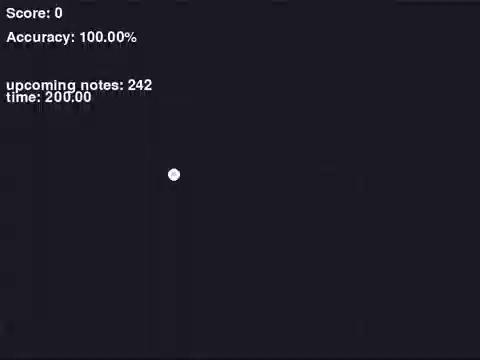 Score: 0
Accuracy: 100.00%
upcoming notes: 242
time: 200.00